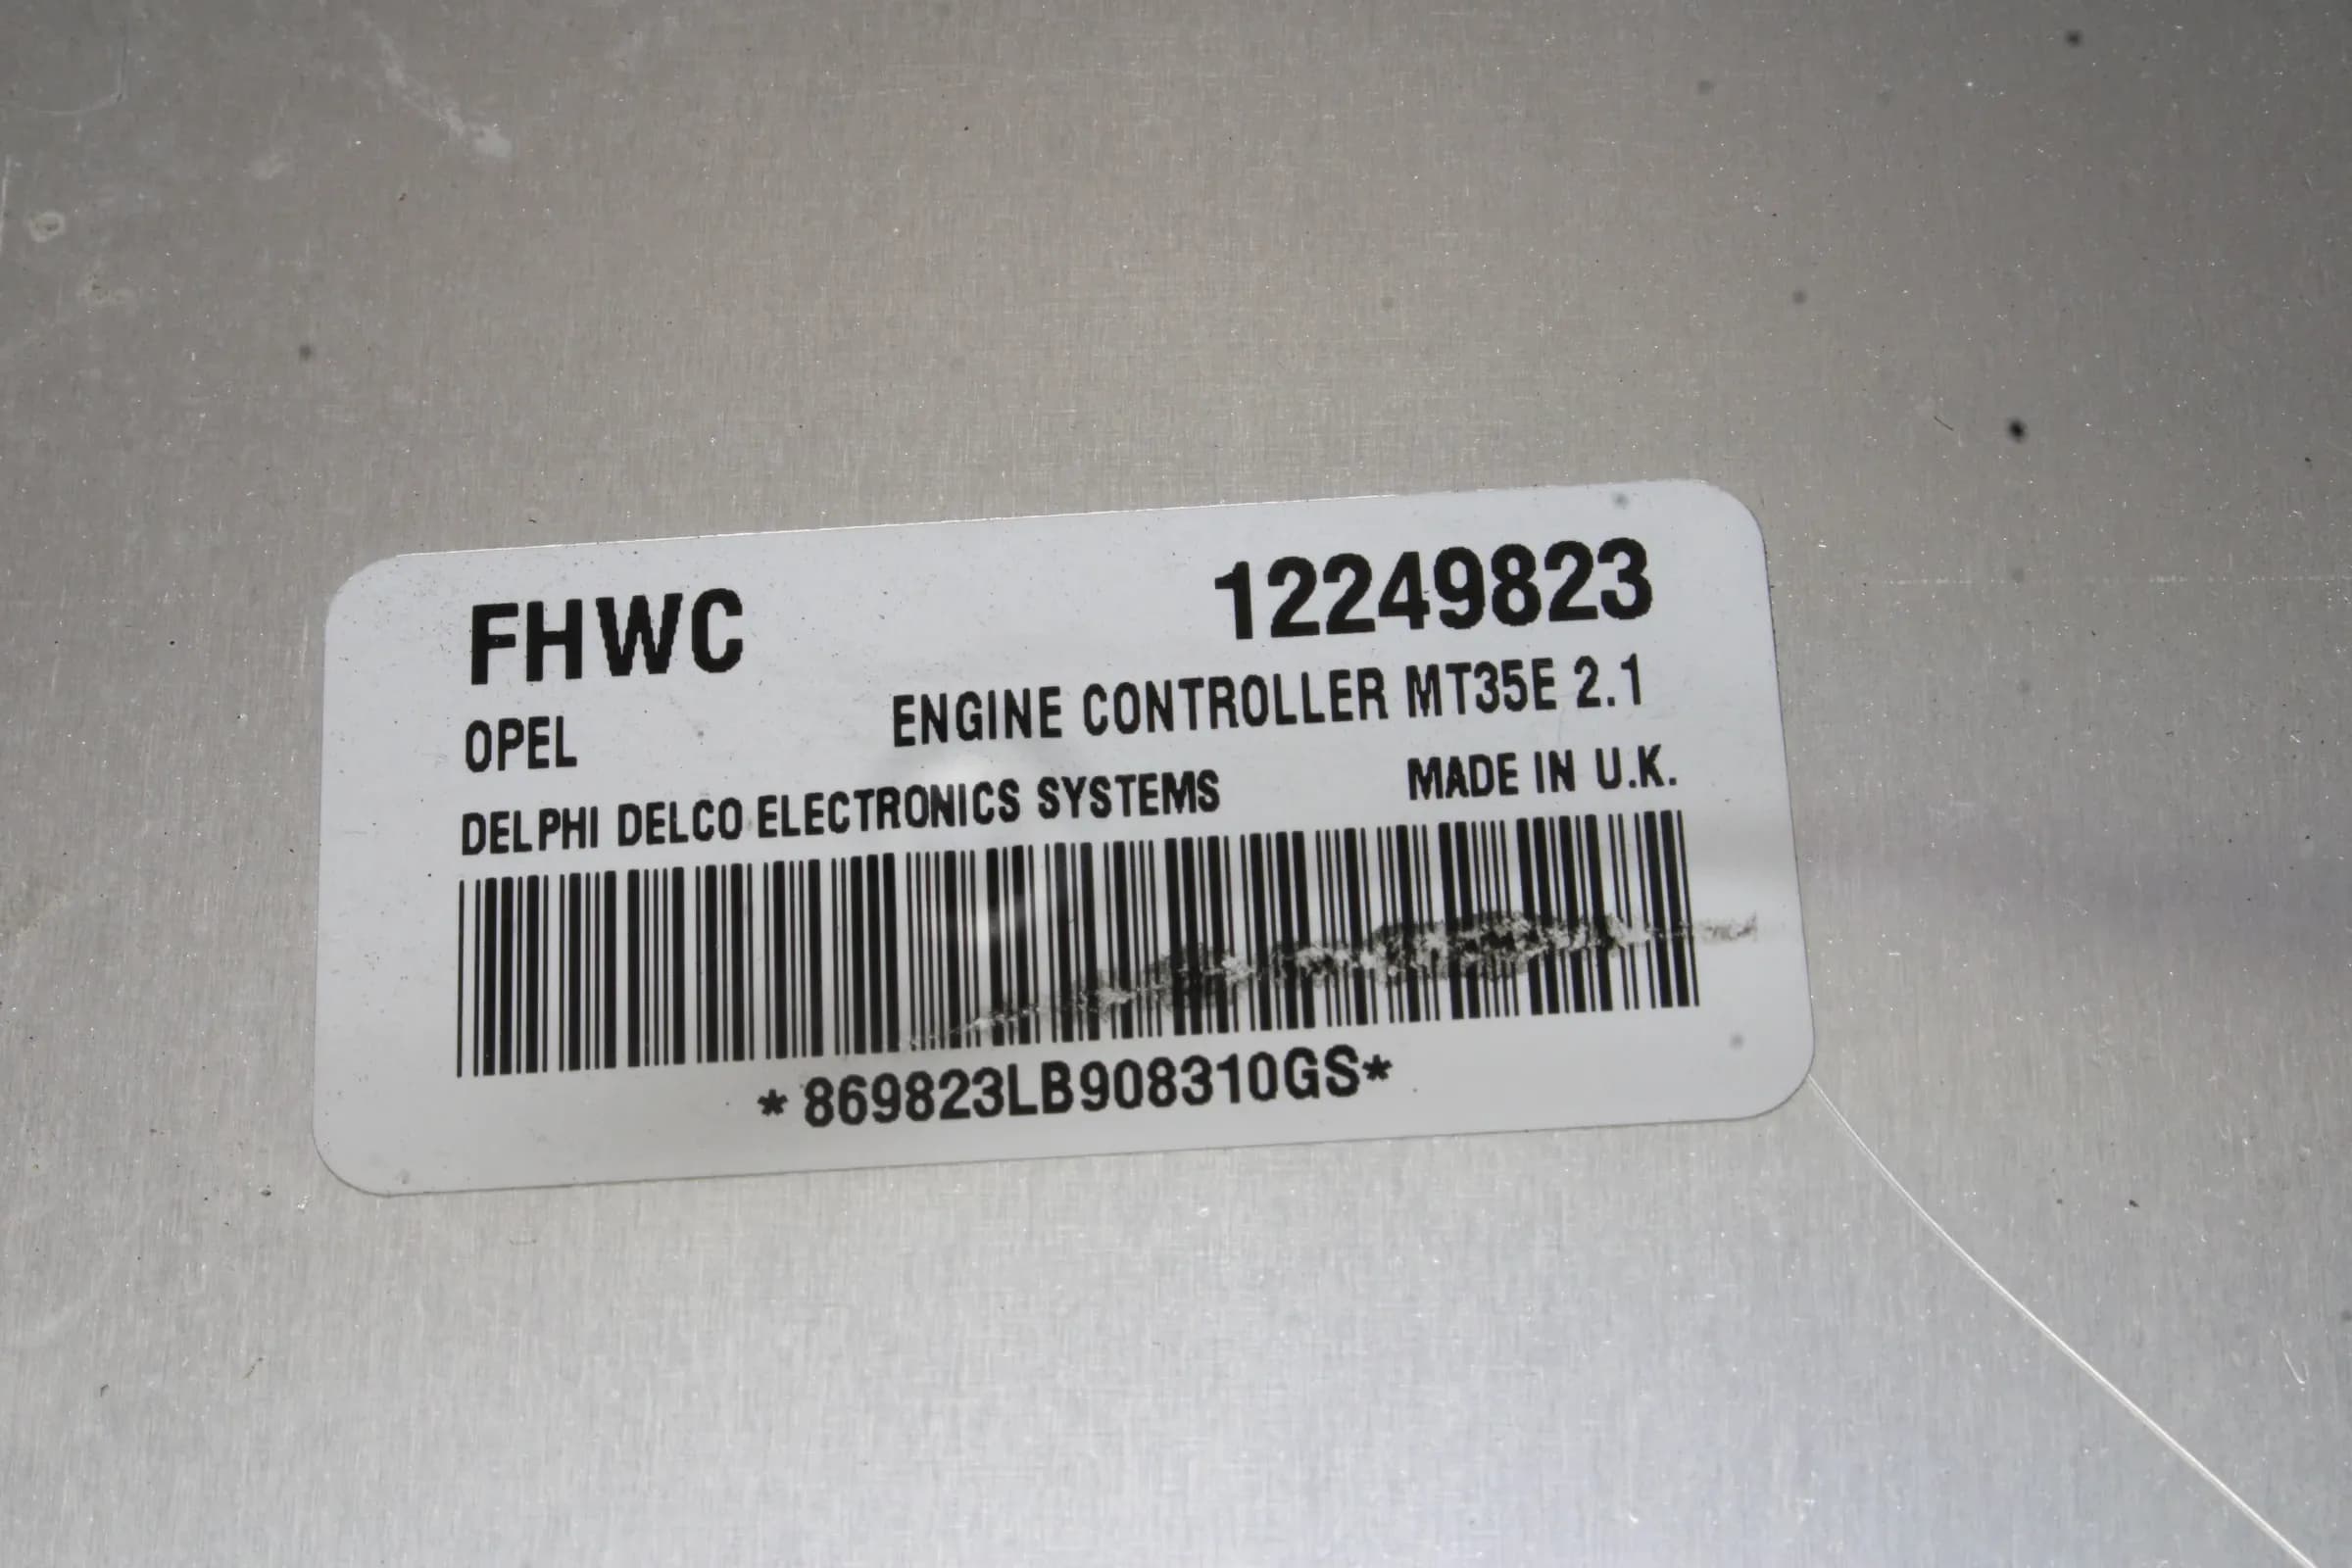 FHWC 12249823
OPEL ENGINE CONTROLLER MT35E 2.1
DELPHI DELCO ELECTRONICS SYSTEMS MADE IN U.K.
*869823LB908310GS*